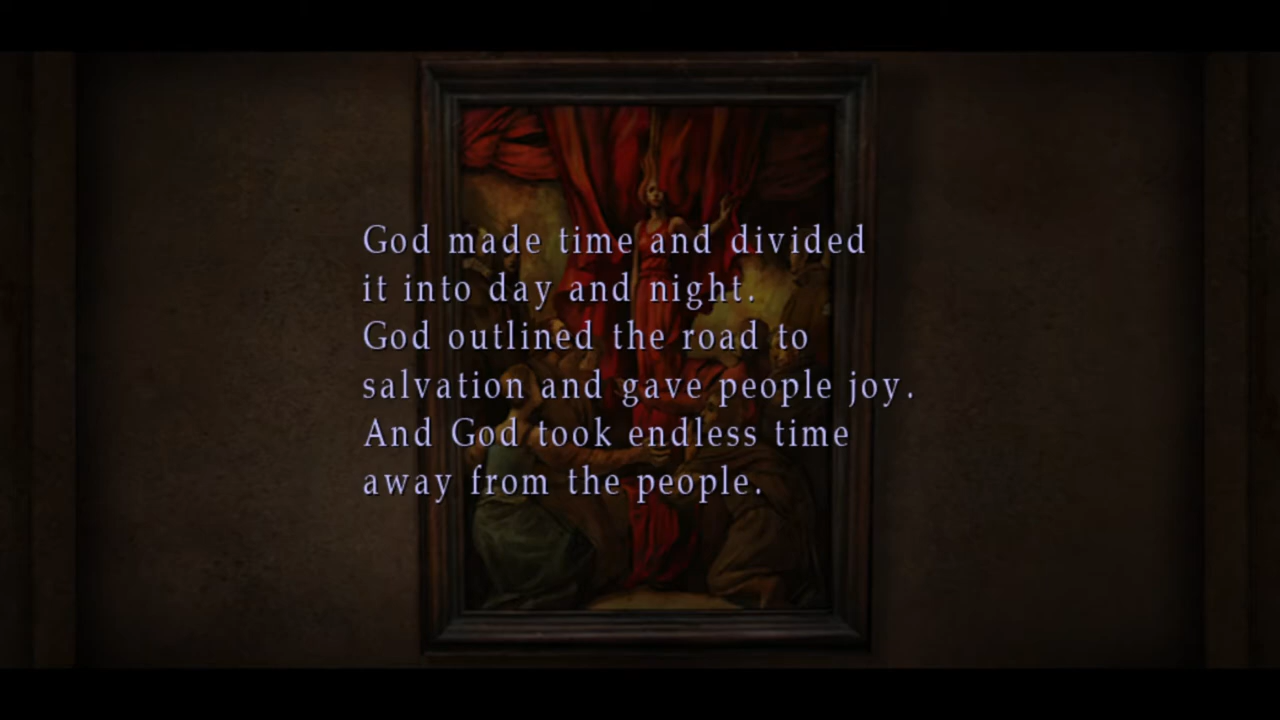 God made time and divided
it into day and night.
God outlined the road to
salvation and gave people joy.
And God took endless time
away from the people.